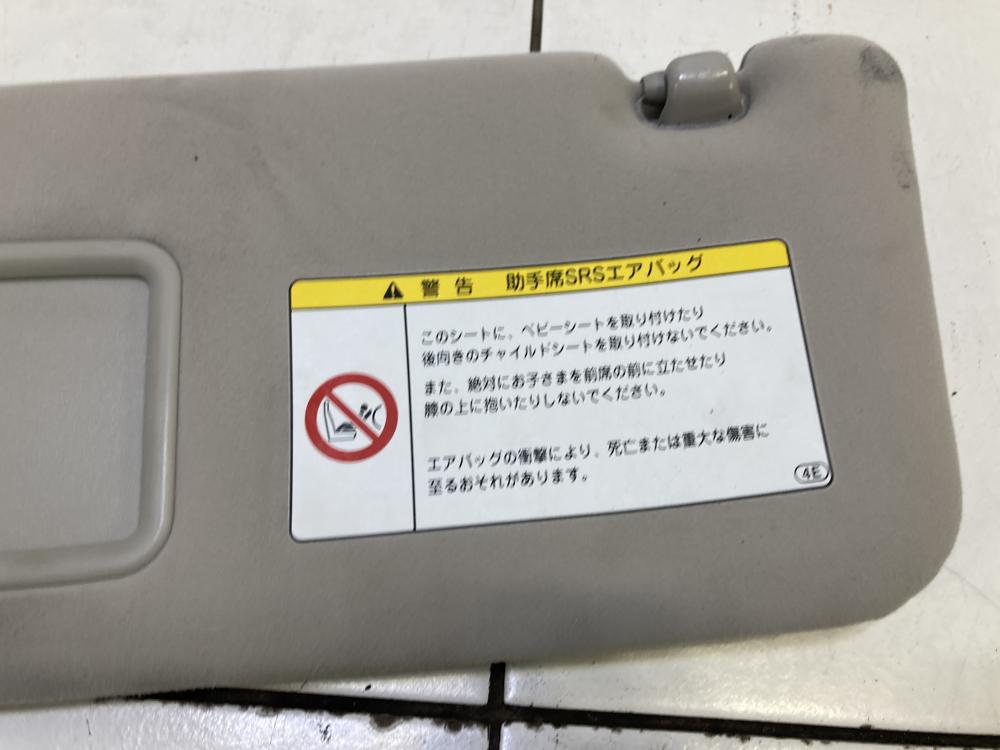 警告 助手席SRSエアバッグ
このシートに、ベビーシートを取り付けたり
後向きのチャイルドシートを取り付けないでください。
また、絶対にお子さまを前席の前に立たせたり
膝の上に抱いたりしないでください。
エアバッグの衝撃により、死亡または重大な傷害に
至るおそれがあります。
4E